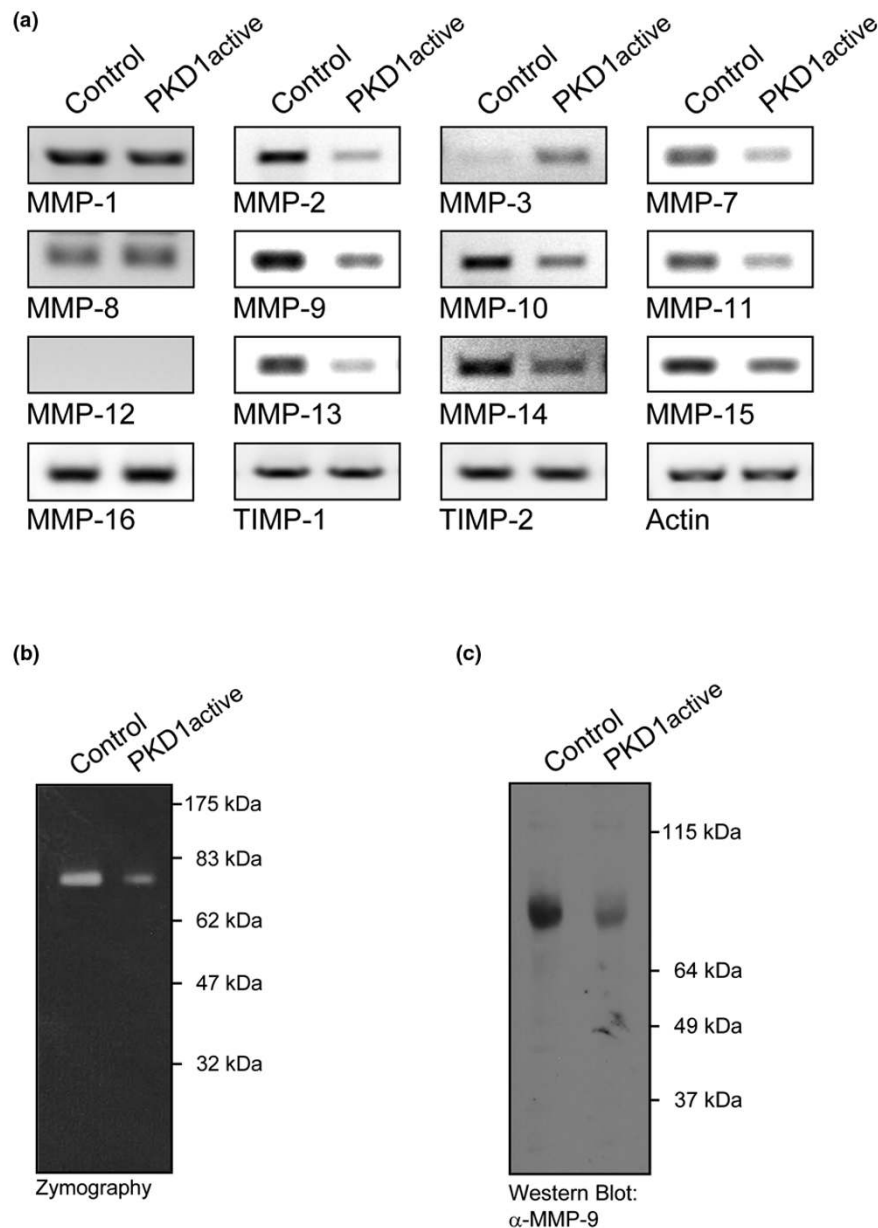 (a)
Control PKD1active Control PKD1active Control PKD1active Control PKD1active
MMP-1 MMP-2 MMP-3 MMP-7
MMP-8 MMP-9 MMP-10 MMP-11
MMP-12 MMP-13 MMP-14 MMP-15
MMP-16 TIMP-1 TIMP-2 Actin
(b)
Control PKD1active
175 kDa
83 kDa
62 kDa
47 kDa
32 kDa
Zymography
(c)
Control PKD1active
115 kDa
64 kDa
49 kDa
37 kDa
Western Blot:
α-MMP-9